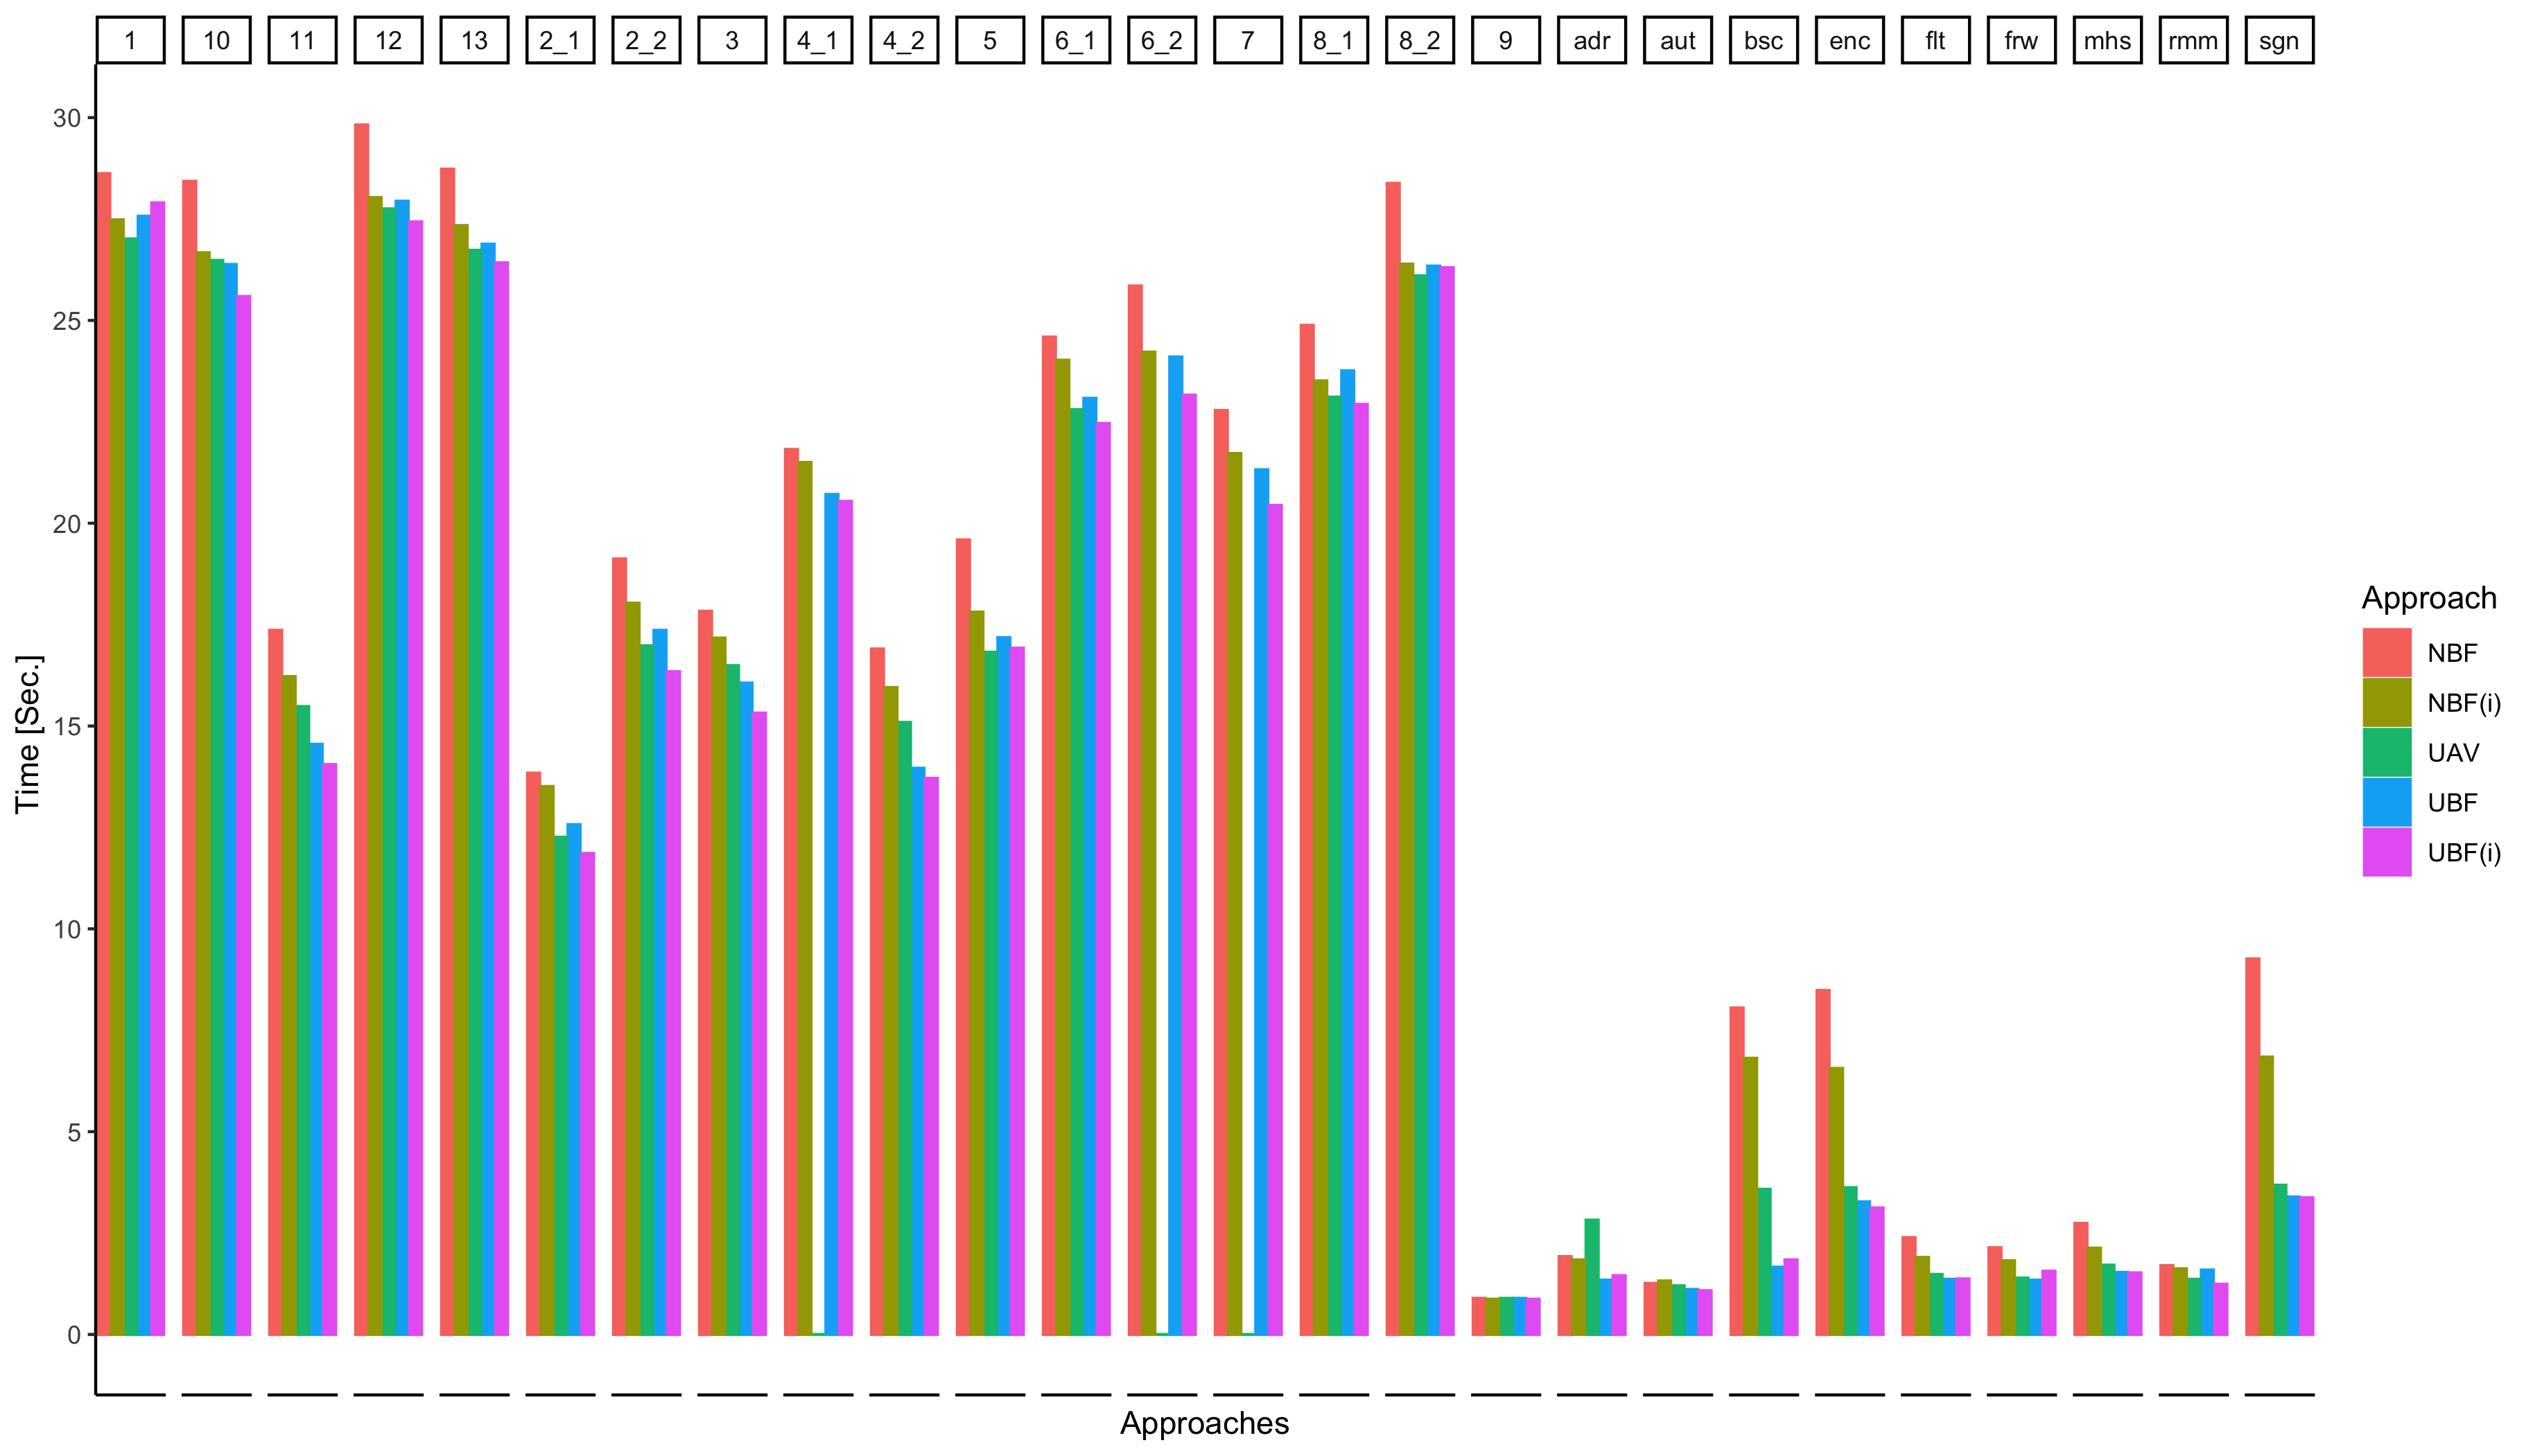 1 10 11 12 13 2_1 2_2 3 4_1 4_2 5 6_1 6_2 7 8_1 8_2 9 adr aut bsc enc flt frw mhs rmm sgn
30
25
20
15
10
5
0
Time [Sec.]
Approaches
Approach
NBF
NBF(i)
UAV
UBF
UBF(i)